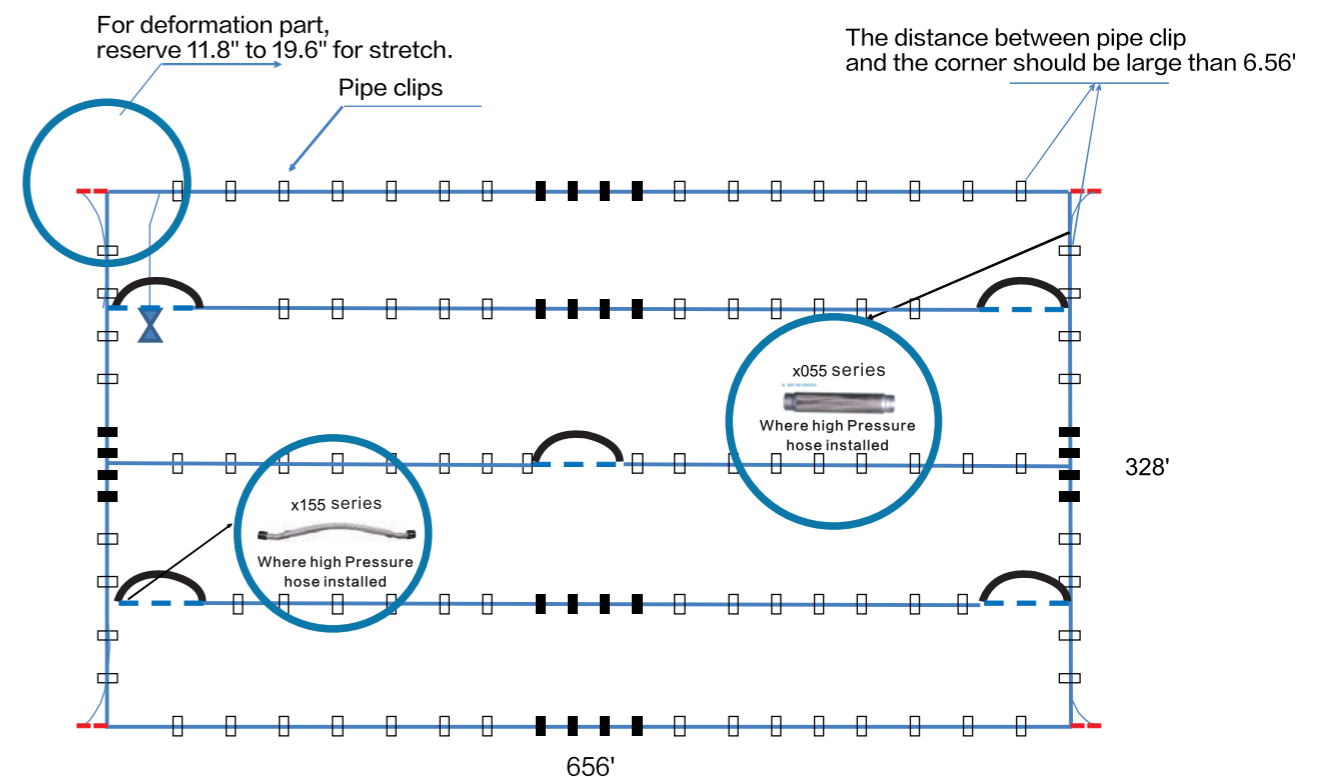 For deformation part,
reserve 11.8" to 19.6" for stretch.
Pipe clips
The distance between pipe clip
and the corner should be large than 6.56'
x055 series
Where high Pressure
hose installed
328'
x155 series
Where high Pressure
hose installed
656'